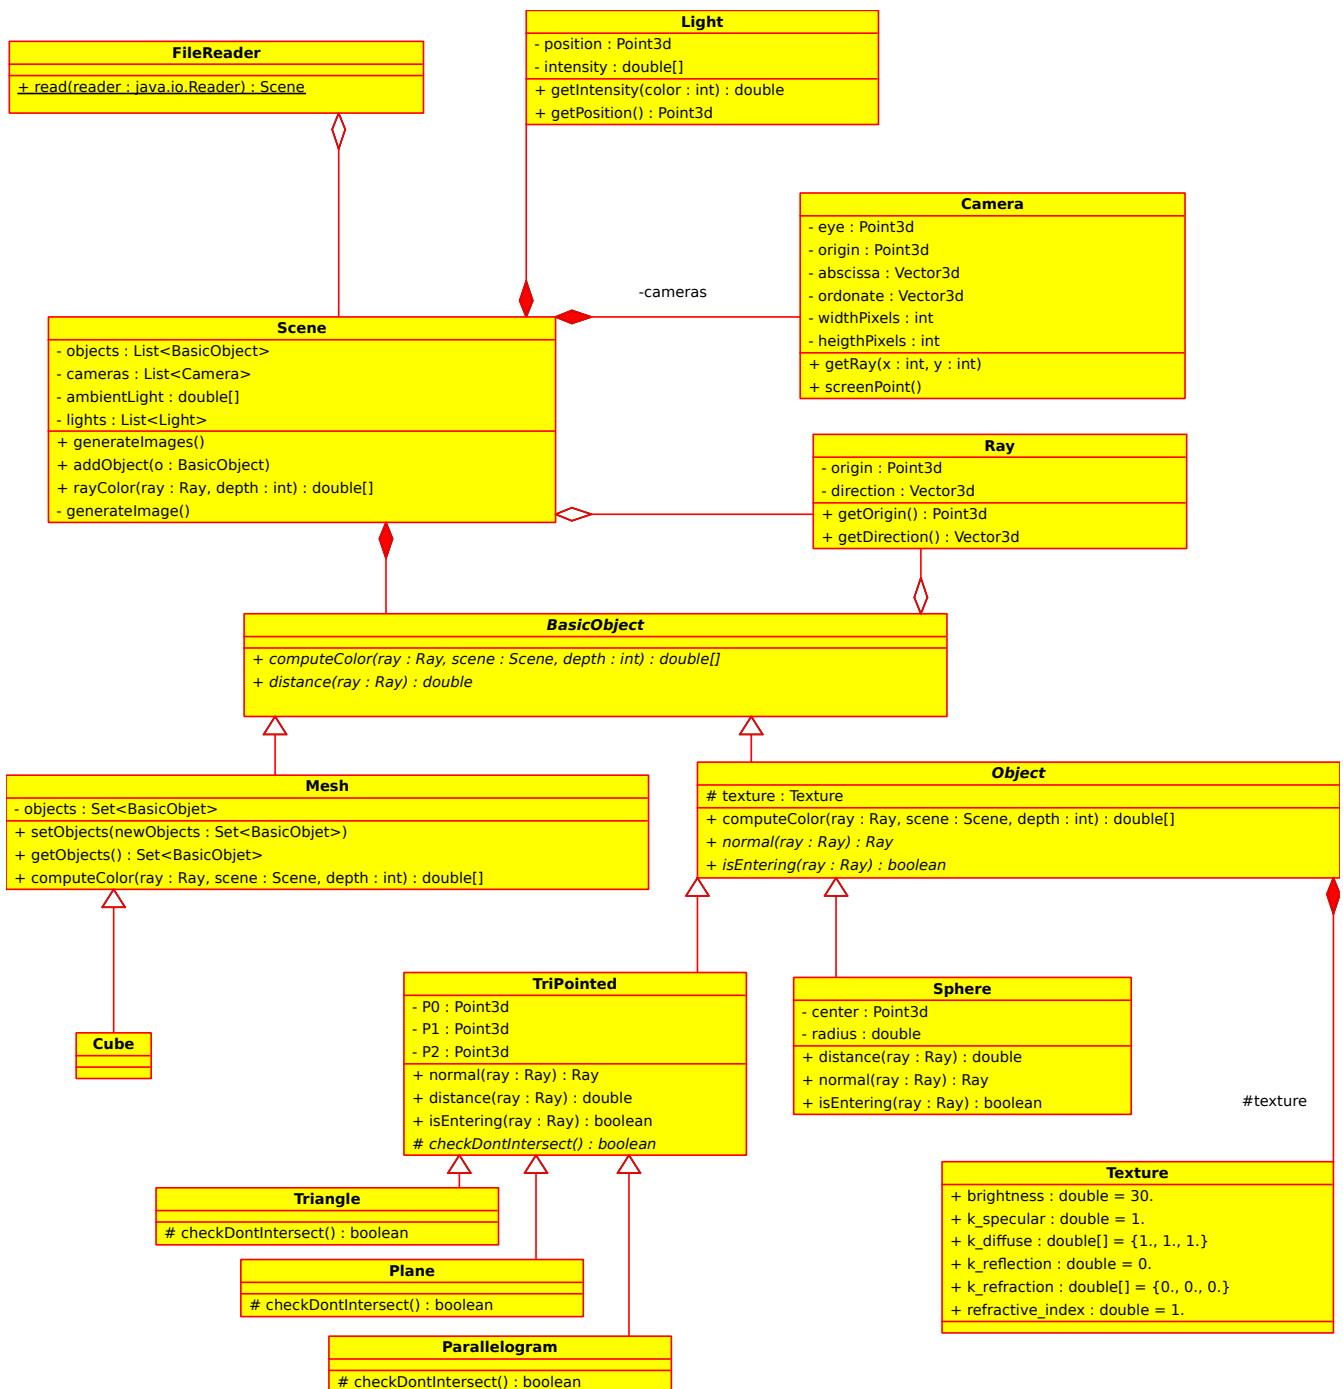 FileReader
+ read(reader : java.io.Reader) : Scene
Light
- position : Point3d
- intensity : double[]
+ getIntensity(color : int) : double
+ getPosition() : Point3d
Camera
- eye : Point3d
- origin : Point3d
- abscissa : Vector3d
- ordonate : Vector3d
- widthPixels : int
- heigthPixels : int
+ getRay(x : int, y : int)
+ screenPoint()
-cameras
Scene
- objects : List<BasicObject>
- cameras : List<Camera>
- ambientLight : double[]
- lights : List<Light>
+ generateImages()
+ addObject(o : BasicObject)
+ rayColor(ray : Ray, depth : int) : double[]
- generateImage()
Ray
- origin : Point3d
- direction : Vector3d
+ getOrigin() : Point3d
+ getDirection() : Vector3d
BasicObject
+ computeColor(ray : Ray, scene : Scene, depth : int) : double[]
+ distance(ray : Ray) : double
Mesh
- objects : Set<BasicObjet>
+ setObjects(newObjects : Set<BasicObjet>)
+ getObjects() : Set<BasicObjet>
+ computeColor(ray : Ray, scene : Scene, depth : int) : double[]
Object
# texture : Texture
+ computeColor(ray : Ray, scene : Scene, depth : int) : double[]
+ normal(ray : Ray) : Ray
+ isEntering(ray : Ray) : boolean
Cube
TriPointed
- P0 : Point3d
- P1 : Point3d
- P2 : Point3d
+ normal(ray : Ray) : Ray
+ distance(ray : Ray) : double
+ isEntering(ray : Ray) : boolean
# checkDontIntersect() : boolean
Sphere
- center : Point3d
- radius : double
+ distance(ray : Ray) : double
+ normal(ray : Ray) : Ray
+ isEntering(ray : Ray) : boolean
#texture
Texture
+ brightness : double = 30.
+ k_specular : double = 1.
+ k_diffuse : double[] = {1., 1., 1.}
+ k_reflection : double = 0.
+ k_refraction : double[] = {0., 0., 0.}
+ refractive_index : double = 1.
Triangle
# checkDontIntersect() : boolean
Plane
# checkDontIntersect() : boolean
Parallelogram
# checkDontIntersect() : boolean